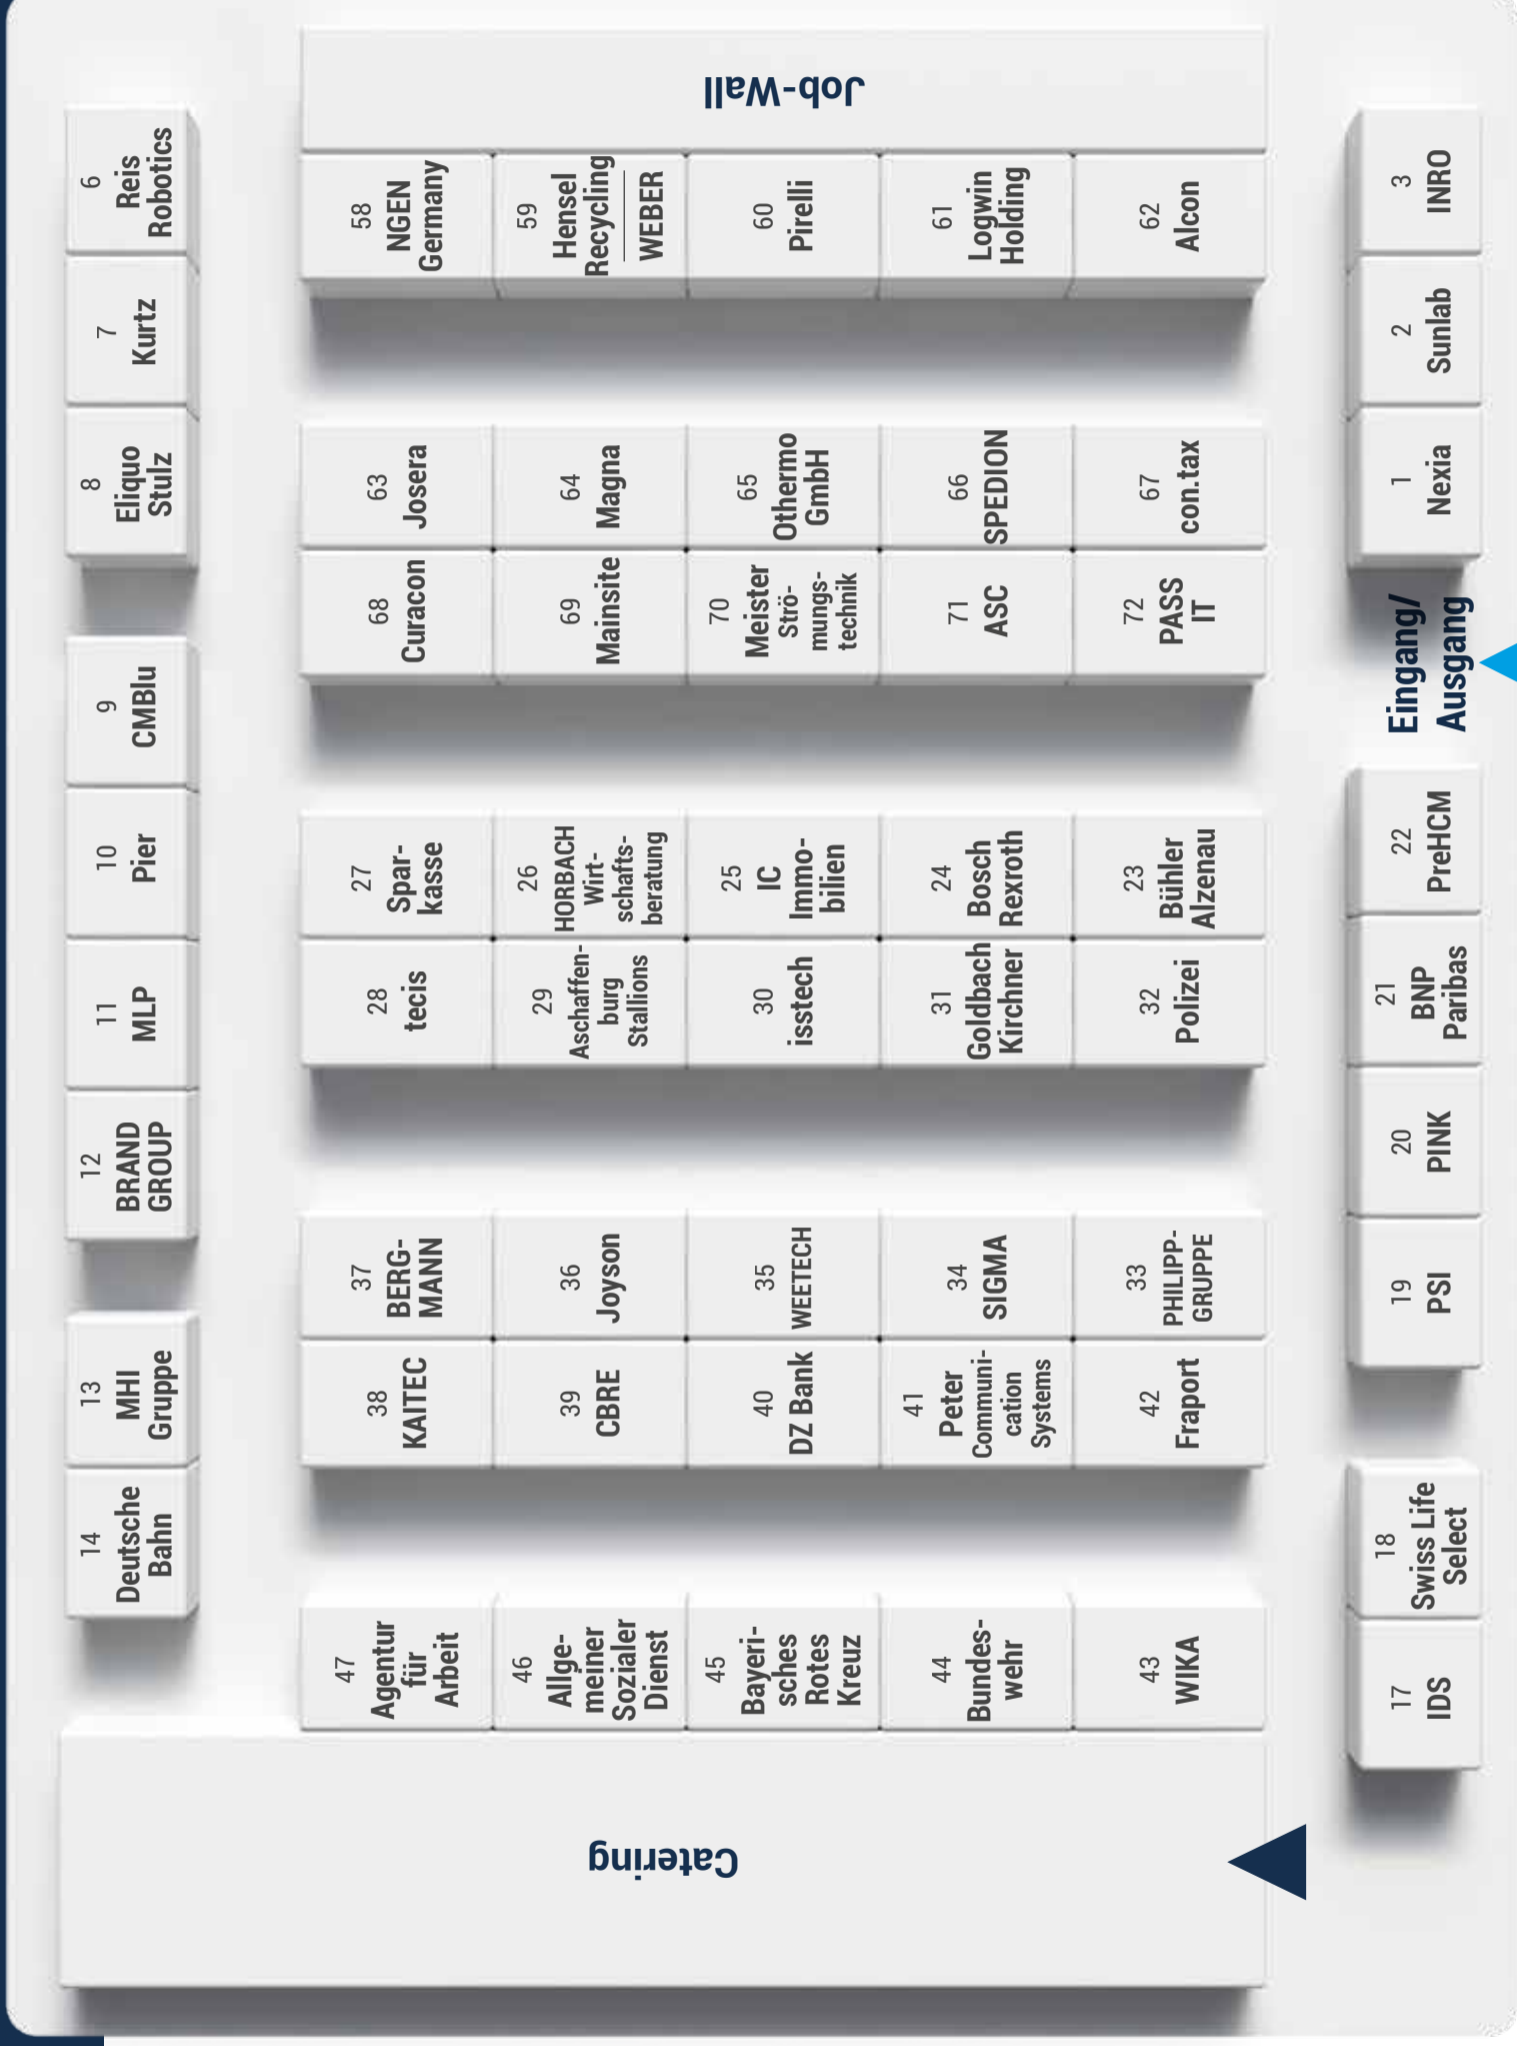 Job-Wall
6
Reis
Robotics
7
Kurtz
8
Eliquo
Stulz
9
CMBlu
10
Pier
11
MLP
12
BRAND
GROUP
13
MHI
Gruppe
14
Deutsche
Bahn
58
NGEN
Germany
59
Hensel
Recycling
WEBER
60
Pirelli
61
Logwin
Holding
62
Alcon
63
Josera
64
Magna
65
Othermo
GmbH
66
SPEDION
67
con.tax
68
Curacon
69
Mainsite
70
Meister
Strö-
mungs-
technik
71
ASC
72
PASS
IT
27
Spar-
kasse
26
HORBACH
Wirt-
schafts-
beratung
25
IC
Immo-
bilien
24
Bosch
Rexroth
23
Bühler
Alzenau
28
tecis
29
Aschaffen-
burg
Stallions
30
isstech
31
Goldbach
Kirchner
32
Polizei
37
BERG-
MANN
36
Joyson
35
WEETECH
34
SIGMA
33
PHILIPP-
GRUPPE
38
KAITEC
39
CBRE
40
DZ Bank
41
Peter
Communi-
cation
Systems
42
Fraport
47
Agentur
für
Arbeit
46
Allge-
meiner
Sozialer
Dienst
45
Bayeri-
sches
Rotes
Kreuz
44
Bundes-
wehr
43
WIKA
Catering
3
INRO
2
Sunlab
1
Nexia
Eingang/
Ausgang
22
PreHCM
21
BNP
Paribas
20
PINK
19
PSI
18
Swiss Life
Select
17
IDS